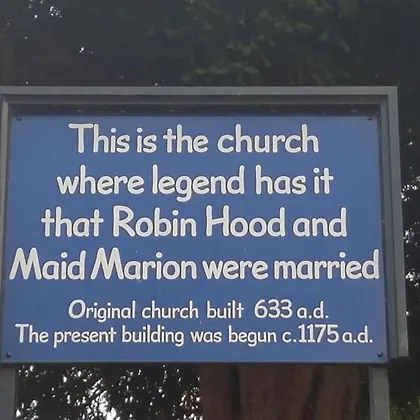 This is the church
where legend has it
that Robin Hood and
Maid Marion were married
Original church built 633 a.d.
The present building was begun c.1175 a.d.